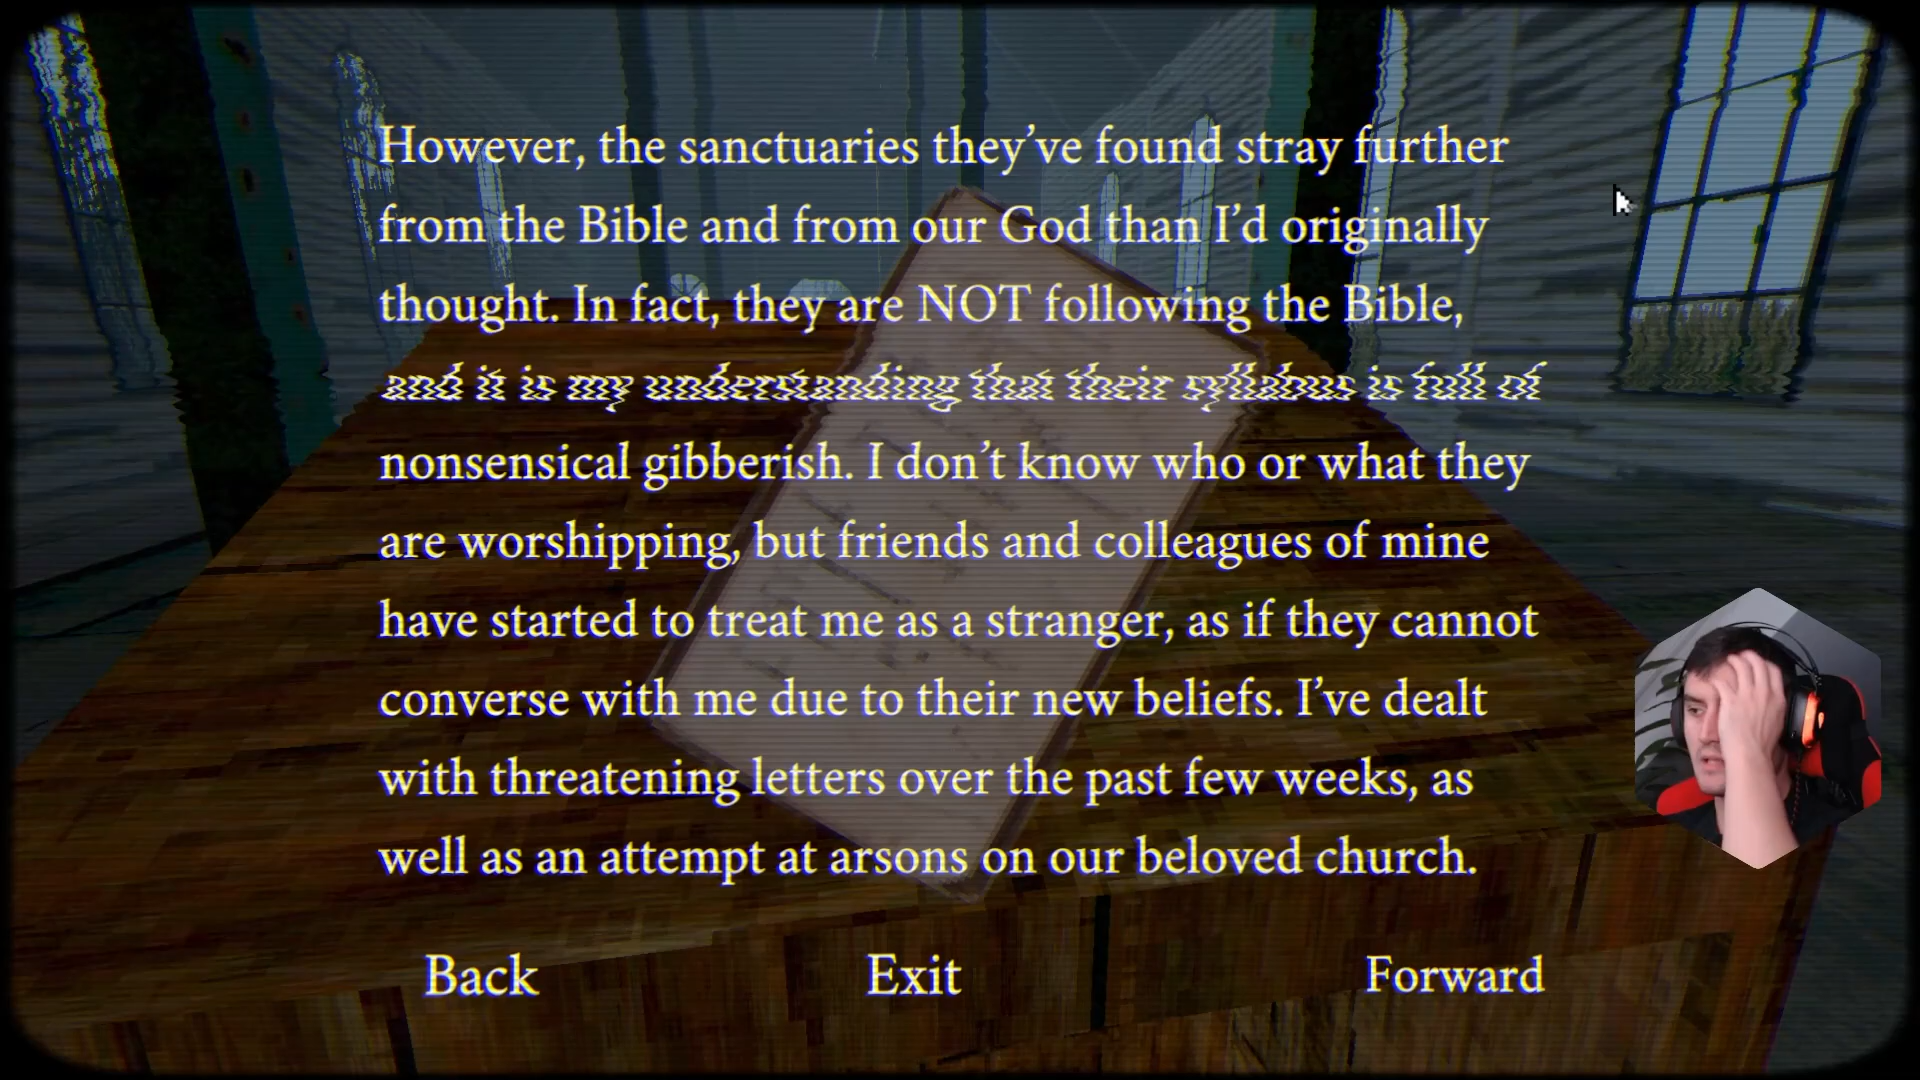 However, the sanctuaries they’ve found stray further
from the Bible and from our God than I’d originally
thought. In fact, they are NOT following the Bible,
and it is my understanding that their syllabus is full of
nonsensical gibberish. I don’t know who or what they
are worshipping, but friends and colleagues of mine
have started to treat me as a stranger, as if they cannot
converse with me due to their new beliefs. I’ve dealt
with threatening letters over the past few weeks, as
well as an attempt at arsons on our beloved church.
Back Exit Forward